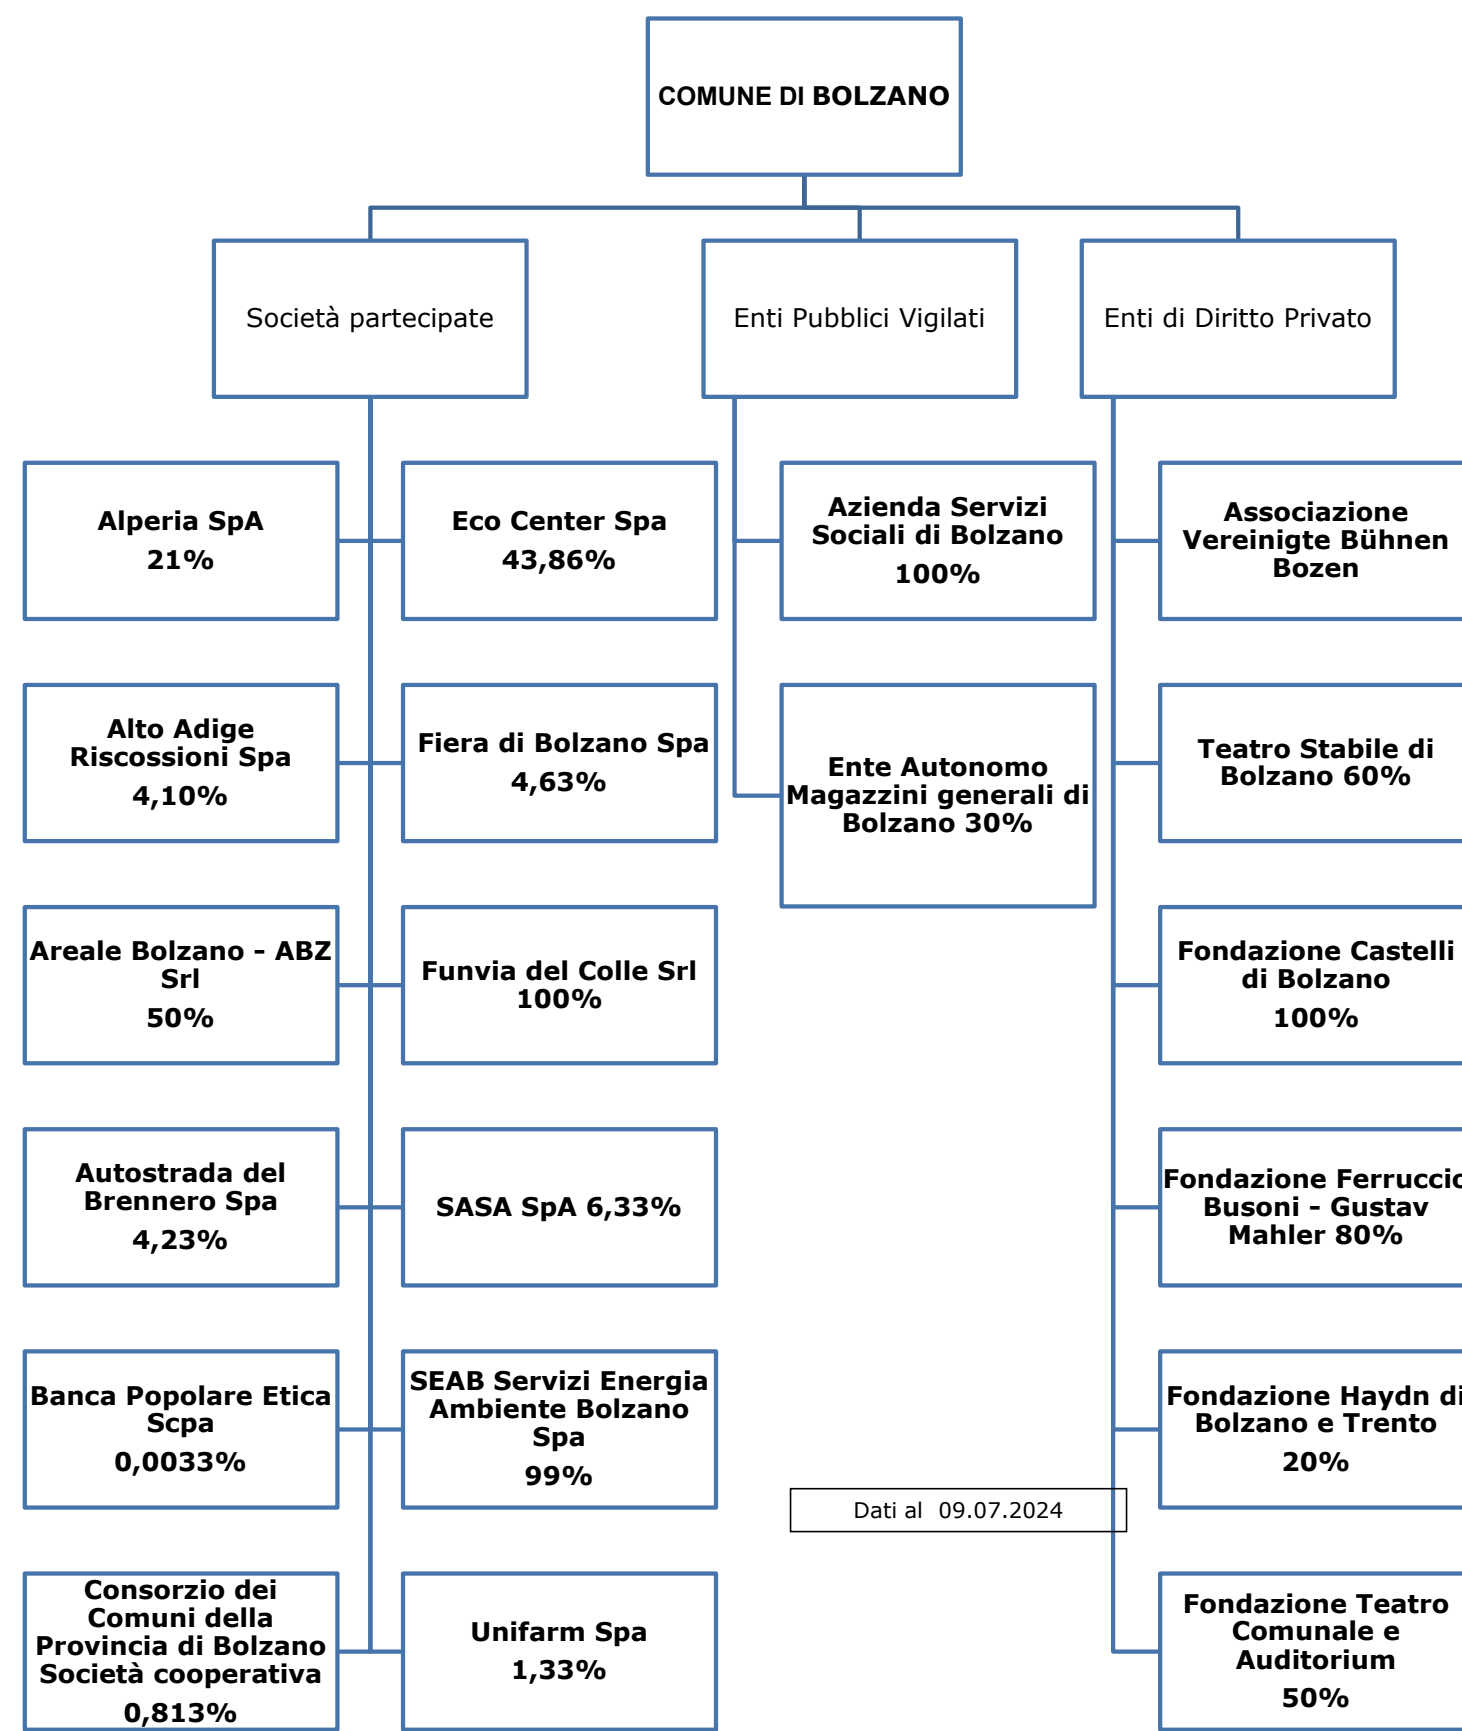 COMUNE DI BOLZANO
Società partecipate
Enti Pubblici Vigilati
Enti di Diritto Privato
Alperia SpA
21%
Eco Center Spa
43,86%
Azienda Servizi
Sociali di Bolzano
100%
Associazione
Vereinigte Bühnen
Bozen
Alto Adige
Riscossioni Spa
4,10%
Fiera di Bolzano Spa
4,63%
Ente Autonomo
Magazzini generali di
Bolzano 30%
Teatro Stabile di
Bolzano 60%
Areale Bolzano - ABZ
Srl
50%
Funvia del Colle Srl
100%
Fondazione Castelli
di Bolzano
100%
Autostrada del
Brennero Spa
4,23%
SASA SpA 6,33%
Fondazione Ferruccio
Busoni - Gustav
Mahler 80%
Banca Popolare Etica
Scpa
0,0033%
SEAB Servizi Energia
Ambiente Bolzano
Spa
99%
Fondazione Haydn di
Bolzano e Trento
20%
Dati al 09.07.2024
Consorzio dei
Comuni della
Provincia di Bolzano
Società cooperativa
0,813%
Unifarm Spa
1,33%
Fondazione Teatro
Comunale e
Auditorium
50%